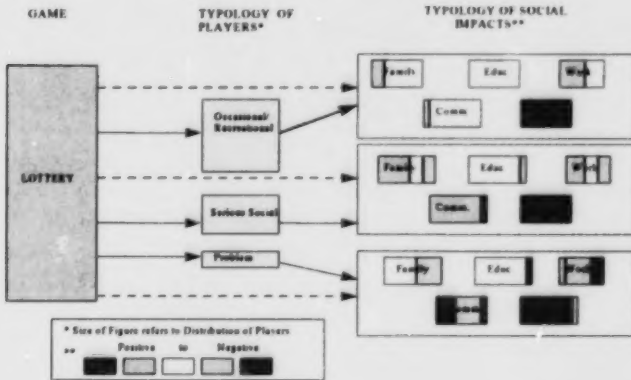 GAME
TYPOLOGY OF
PLAYERS*
TYPOLOGY OF SOCIAL
IMPACTS**
LOTTERY
Occasional/
Recreational
Serious Social
Problem
Family
Educ
Work
Comm
Family
Educ
Work
Comm.
Family
Educ
Work
* Size of Figure refers to Distribution of Players
** Positive to Negative